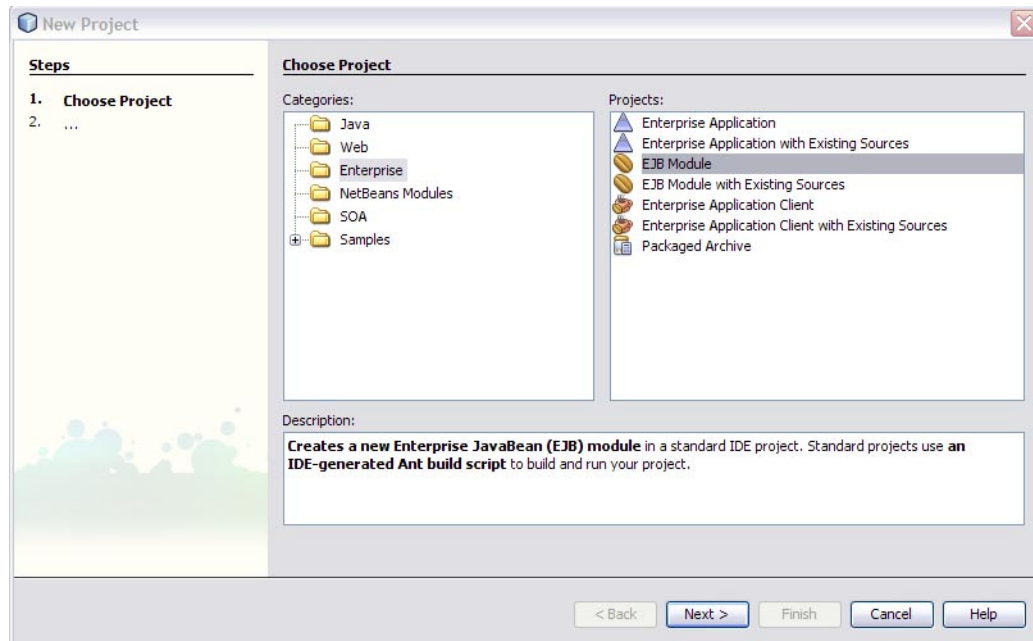 New Project
Steps
1. Choose Project
2. ...
Choose Project
Categories:
Java
Web
Enterprise
NetBeans Modules
SOA
Samples
Projects:
Enterprise Application
Enterprise Application with Existing Sources
EJB Module
EJB Module with Existing Sources
Enterprise Application Client
Enterprise Application Client with Existing Sources
Packaged Archive
Description:
Creates a new Enterprise JavaBean (EJB) module in a standard IDE project. Standard projects use an
IDE-generated Ant build script to build and run your project.
< Back Next > Finish Cancel Help